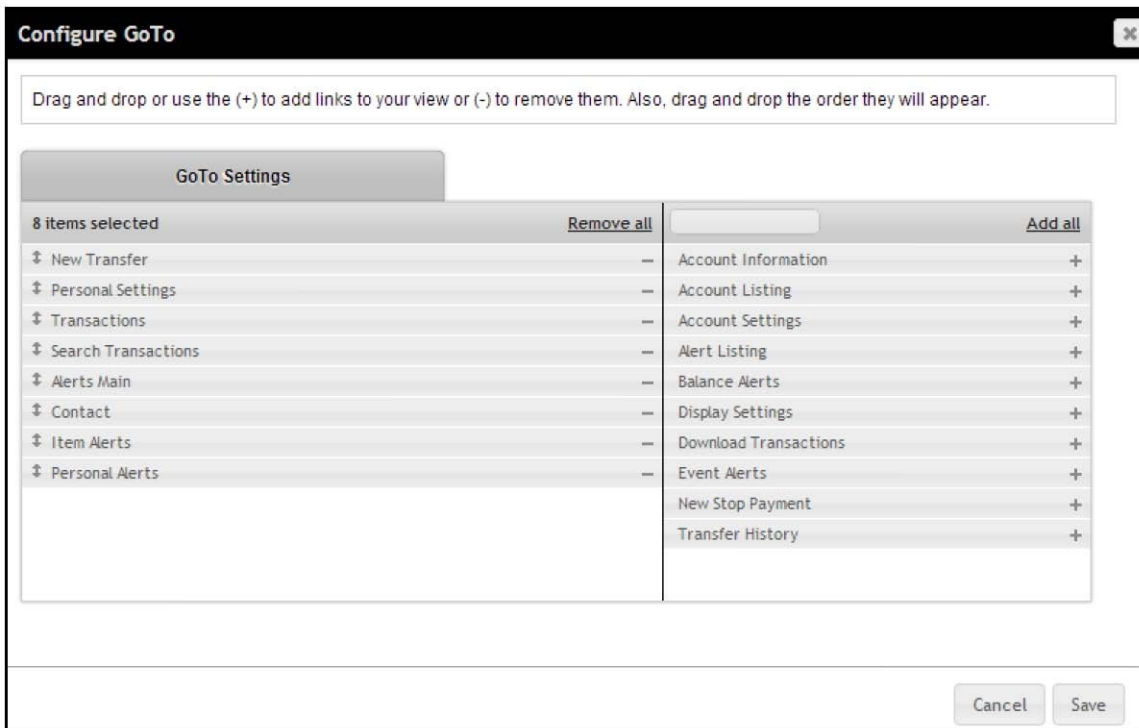 Configure GoTo
Drag and drop or use the (+) to add links to your view or (-) to remove them. Also, drag and drop the order they will appear.
GoTo Settings
8 items selected Remove all Add all
New Transfer − Account Information +
Personal Settings − Account Listing +
Transactions − Account Settings +
Search Transactions − Alert Listing +
Alerts Main − Balance Alerts +
Contact − Display Settings +
Item Alerts − Download Transactions +
Personal Alerts − Event Alerts +
New Stop Payment +
Transfer History +
Cancel Save